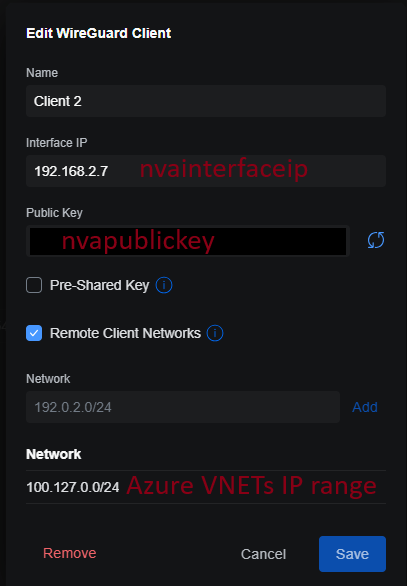 Edit WireGuard Client
Name
Client 2
Interface IP
192.168.2.7 nvainterfaceip
Public Key
nvapublickey
Pre-Shared Key
Remote Client Networks
Network
192.0.2.0/24 Add
Network
100.127.0.0/24 Azure VNETs IP range
Remove Cancel Save